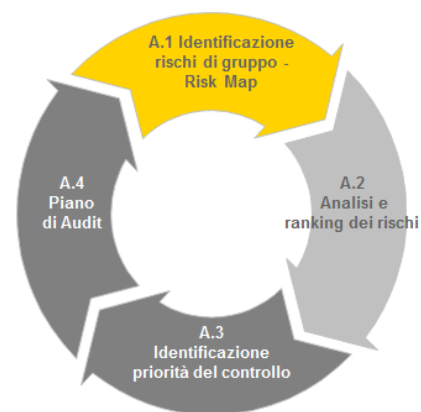 A.1 Identificazione
rischi di gruppo -
Risk Map
A.2
Analisi e
ranking dei rischi
A.3
Identificazione
priorità del controllo
A.4
Piano
di Audit